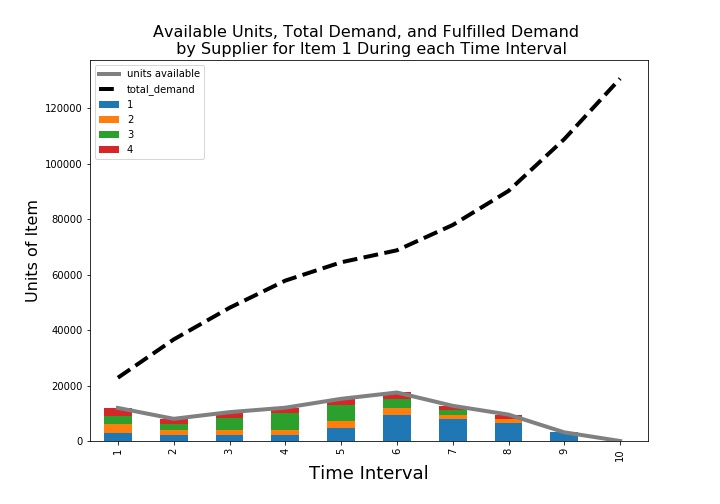 Available Units, Total Demand, and Fulfilled Demand
by Supplier for Item 1 During each Time Interval
units available
total_demand
1
2
3
4
120000
100000
80000
60000
40000
20000
0
Units of Item
1 2 3 4 5 6 7 8 9 10
Time Interval